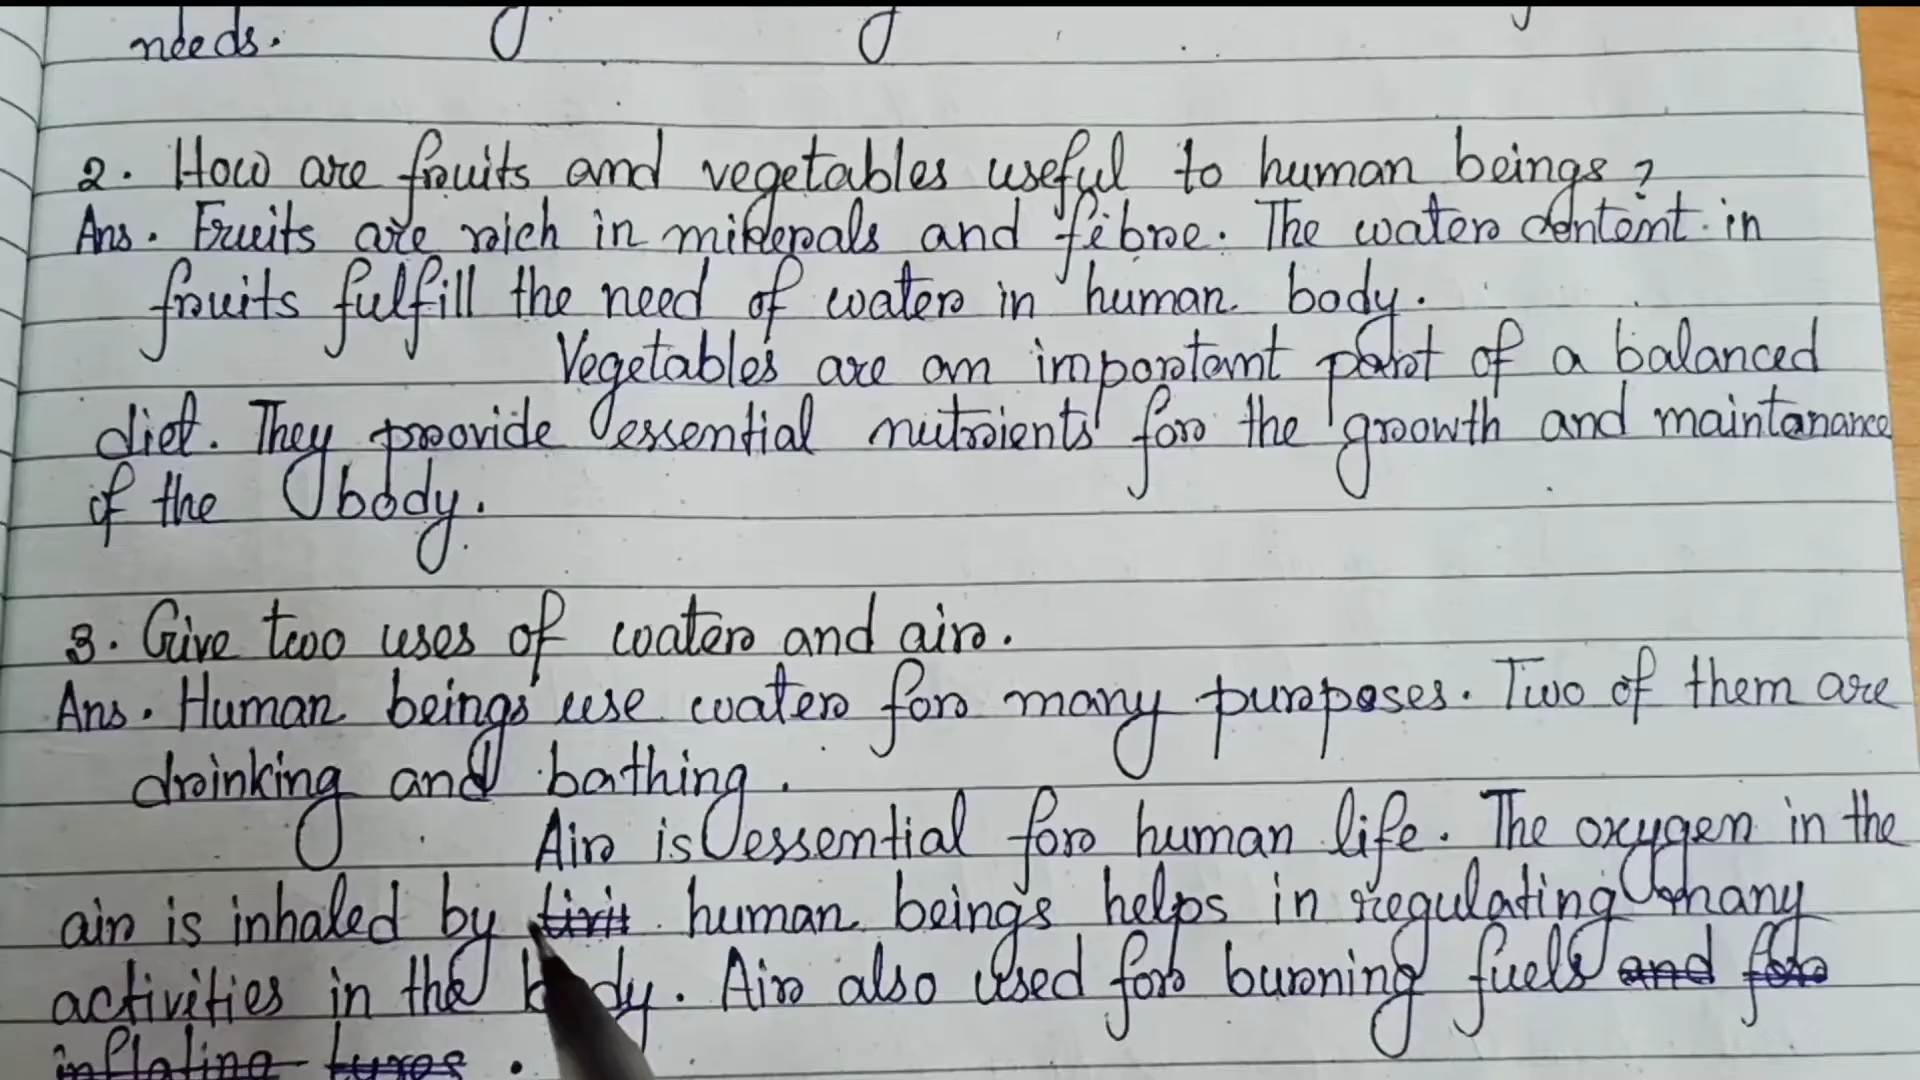 needs.
2. How are fruits and vegetables useful to human beings?
Ans. Fruits are rich in minerals and fibre. The water content in
fruits fulfill the need of water in human body.
Vegetables are an important part of a balanced
diet. They provide essential nutrients for the growth and maintanance
of the body.
3. Give two uses of water and air.
Ans. Human beings use water for many purposes. Two of them are
drinking and bathing.
Air is essential for human life. The oxygen in the
air is inhaled by human beings helps in regulating many
activities in the body. Air also used for burning fuels and for
inflating tyres.